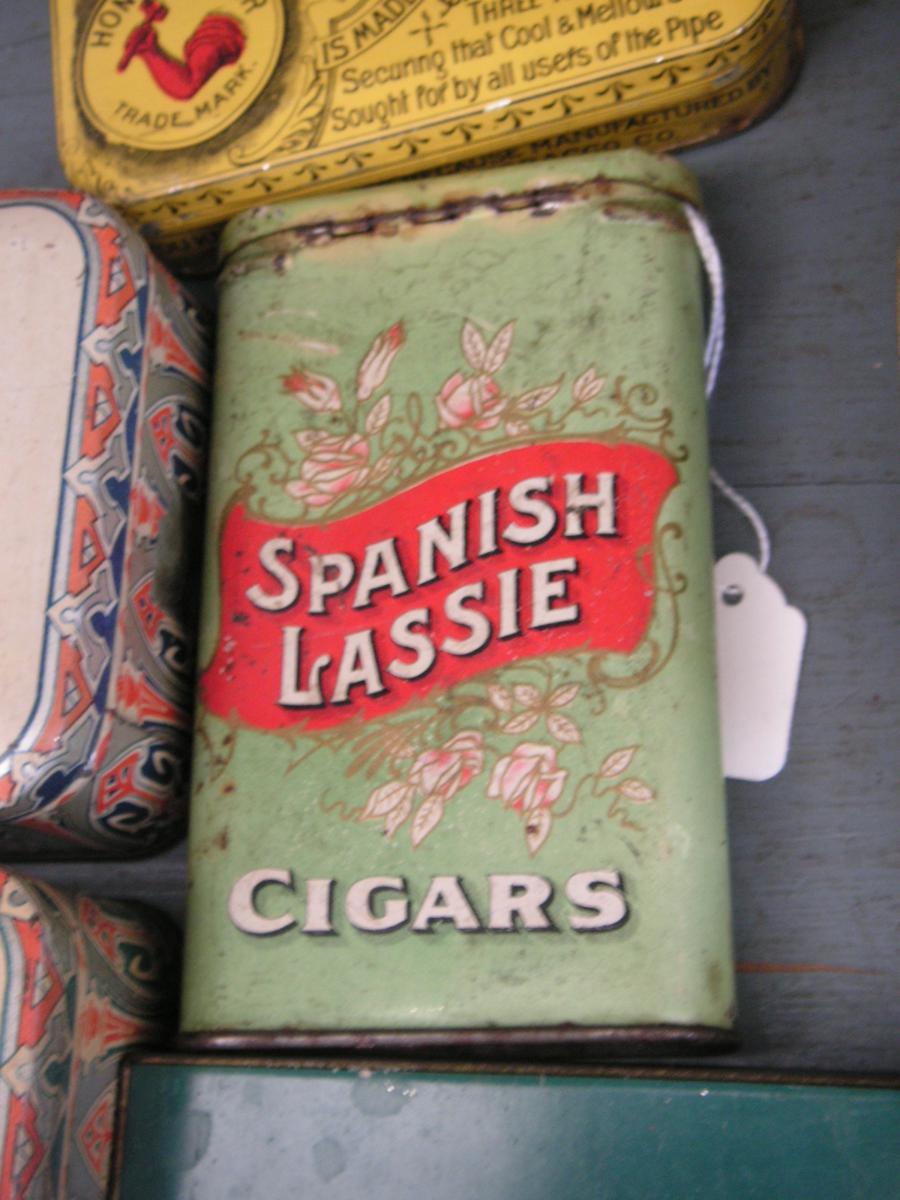 HON
TRADE MARK.
IS MADE
THREE
Securing that Cool & Mellow
Sought for by all users of the Pipe
MANUFACTURED BY
CO.
SPANISH
LASSIE
CIGARS